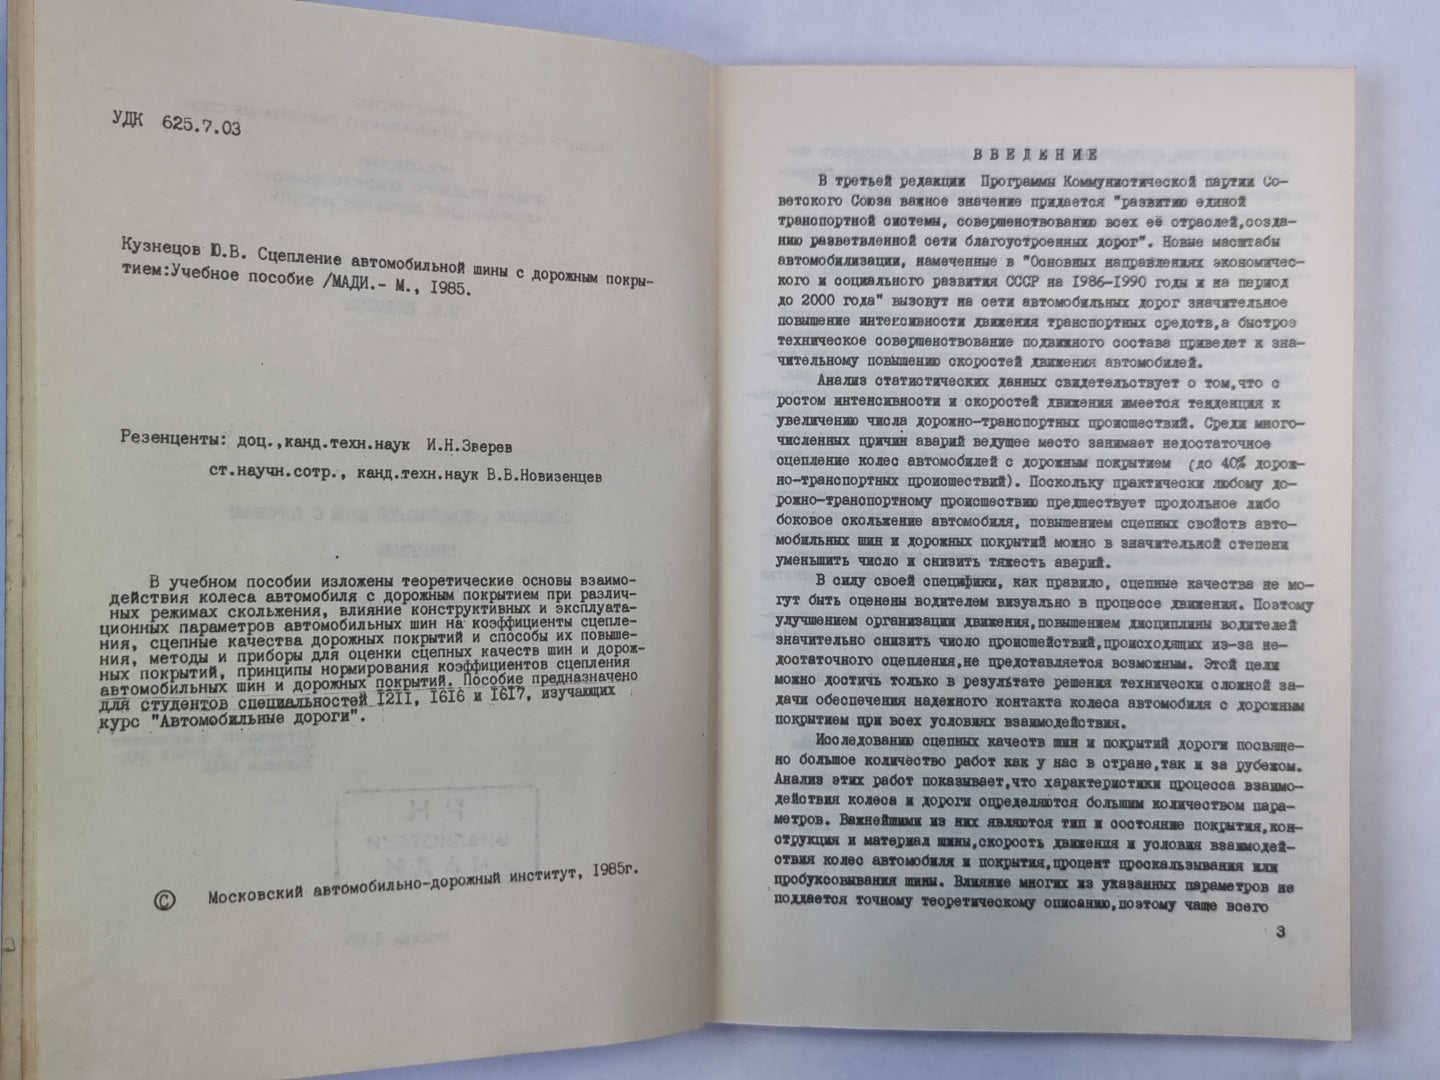 УДК 625.7.03
Кузнецов Ю.В. Сцепление автомобильной шины с дорожным покры-
тием:Учебное пособие /МАДИ.- М., 1985.
Резенценты: доц.,канд.техн.наук И.Н.Зверев
ст.научн.сотр., канд.техн.наук В.В.Новизенцев
В учебном пособии изложены теоретические основы взаимо-
действия колеса автомобиля с дорожным покрытием при различ-
ных режимах скольжения, влияние конструктивных и эксплуата-
ционных параметров автомобильных шин на коэффициенты сцепле-
ния, сцепные качества дорожных покрытий и способы их повыше-
ния, методы и приборы для оценки сцепных качеств шин и дорож-
ных покрытий, принципы нормирования коэффициентов сцепления
автомобильных шин и дорожных покрытий. Пособие предназначено
для студентов специальностей 1211, 1616 и 1617, изучающих
курс "Автомобильные дороги".
© Московский автомобильно-дорожный институт, 1985г.
ВВЕДЕНИЕ
В третьей редакции Программы Коммунистической партии Со-
ветского Союза важное значение придается "развитию единой
транспортной системы, совершенствованию всех её отраслей,созда-
нию разветвленной сети благоустроенных дорог". Новые масштабы
автомобилизации, намеченные в "Основных направлениях экономичес-
кого и социального развития СССР на 1986-1990 годы и на период
до 2000 года" вызовут на сети автомобильных дорог значительное
повышение интенсивности движения транспортных средств,а быстрое
техническое совершенствование подвижного состава приведет к зна-
чительному повышению скоростей движения автомобилей.
Анализ статистических данных свидетельствует о том,что с
ростом интенсивности и скоростей движения имеется тенденция к
увеличению числа дорожно-транспортных происшествий. Среди много-
численных причин аварий ведущее место занимает недостаточное
сцепление колес автомобилей с дорожным покрытием (до 40% дорож-
но-транспортных происшествий). Поскольку практически любому до-
рожно-транспортному происшествию предшествует продольное либо
боковое скольжение автомобиля, повышением сцепных свойств авто-
мобильных шин и дорожных покрытий можно в значительной степени
уменьшить число и снизить тяжесть аварий.
В силу своей специфики, как правило, сцепные качества не мо-
гут быть оценены водителем визуально в процессе движения. Поэтому
улучшением организации движения,повышением дисциплины водителей
значительно снизить число происшействий,происходящих из-за не-
достаточного сцепления,не представляется возможным. Этой цели
можно достичь только в результате решения технически сложной за-
дачи обеспечения надежного контакта колеса автомобиля с дорожным
покрытием при всех условиях взаимодействия.
Исследованию сцепных качеств шин и покрытий дороги посвяще-
но большое количество работ как у нас в стране,так и за рубежом.
Анализ этих работ показывает,что характеристики процесса взаимо-
действия колеса и дороги определяются большим количеством пара-
метров. Важнейшими из них являются тип и состояние покрытия,кон-
струкция и материал шины,скорость движения и условия взаимодей-
ствия колес автомобиля и покрытия,процент проскальзывания или
пробуксовывания шины. Влияние многих из указанных параметров не
поддается точному теоретическому описанию,поэтому чаще всего
3